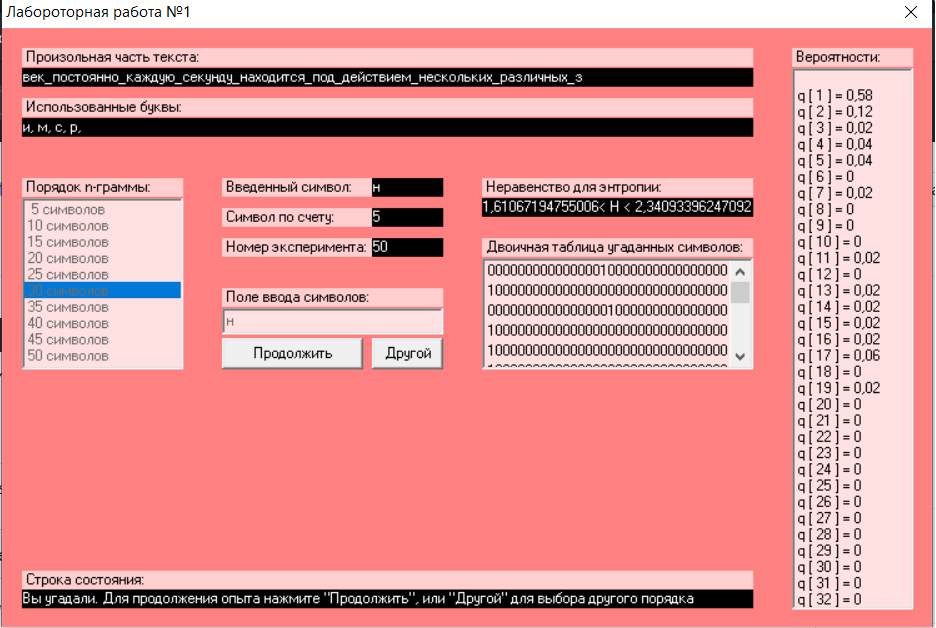 Лабороторная работа №1
Произольная часть текста:
век_постоянно_каждую_секунду_находится_под_действием_нескольких_различных_з
Использованные буквы:
и, м, с, р,
Порядок n-граммы:
5 символов
10 символов
15 символов
20 символов
25 символов
30 символов
35 символов
40 символов
45 символов
50 символов
Введенный символ: н
Символ по счету: 5
Номер эксперимента: 50
Поле ввода символов:
н
Продолжить
Другой
Неравенство для энтропии:
1,61067194755006< H < 2,34093396247092
Двоичная таблица угаданных символов:
00000000000000010000000000000000
10000000000000000000000000000000
00000000000000001000000000000000
10000000000000000000000000000000
10000000000000000000000000000000
Вероятности:
q [ 1 ] = 0,58
q [ 2 ] = 0,12
q [ 3 ] = 0,02
q [ 4 ] = 0,04
q [ 5 ] = 0,04
q [ 6 ] = 0
q [ 7 ] = 0,02
q [ 8 ] = 0
q [ 9 ] = 0
q [ 10 ] = 0
q [ 11 ] = 0,02
q [ 12 ] = 0
q [ 13 ] = 0,02
q [ 14 ] = 0,02
q [ 15 ] = 0,02
q [ 16 ] = 0,02
q [ 17 ] = 0,06
q [ 18 ] = 0
q [ 19 ] = 0,02
q [ 20 ] = 0
q [ 21 ] = 0
q [ 22 ] = 0
q [ 23 ] = 0
q [ 24 ] = 0
q [ 25 ] = 0
q [ 26 ] = 0
q [ 27 ] = 0
q [ 28 ] = 0
q [ 29 ] = 0
q [ 30 ] = 0
q [ 31 ] = 0
q [ 32 ] = 0
Строка состояния:
Вы угадали. Для продолжения опыта нажмите "Продолжить", или "Другой" для выбора другого порядка